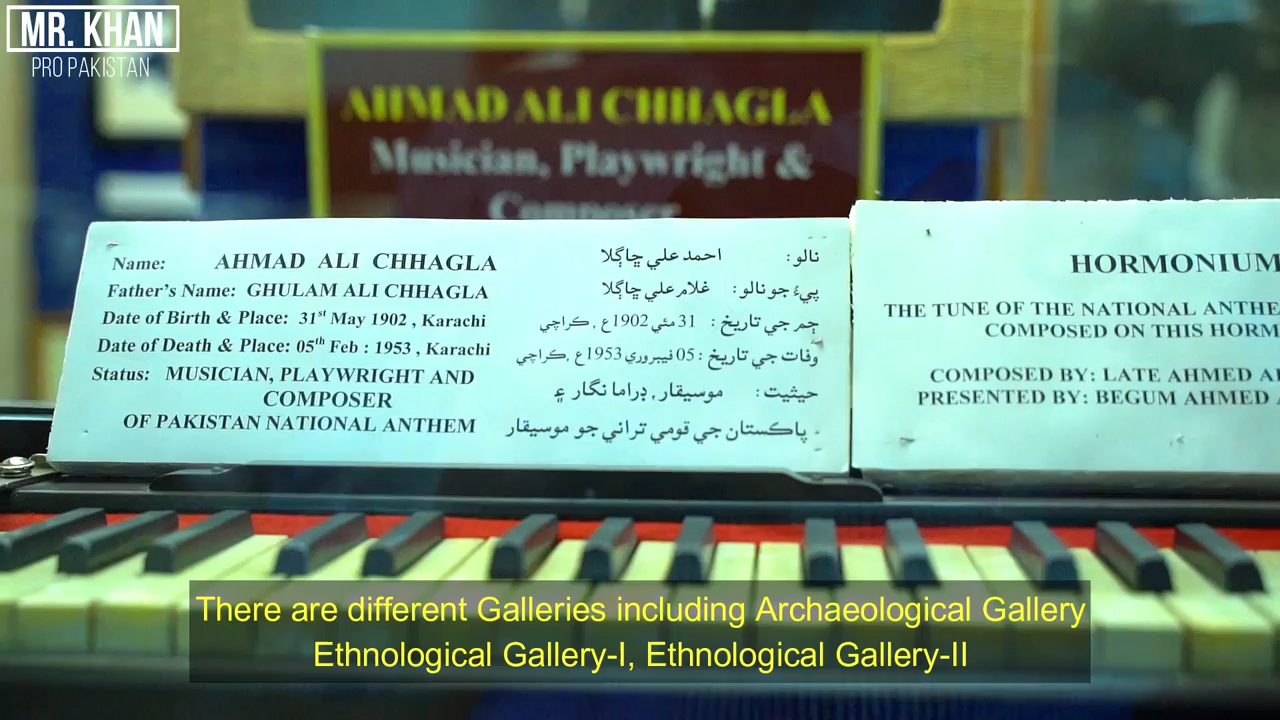 MR. KHAN
PRO PAKISTAN
AHMAD ALI CHHAGLA
Musician, Playwright &
Composer
Name: AHMAD ALI CHHAGLA
Father's Name: GHULAM ALI CHHAGLA
Date of Birth & Place: 31st May 1902 , Karachi
Date of Death & Place: 05th Feb : 1953 , Karachi
Status: MUSICIAN, PLAYWRIGHT AND
COMPOSER
OF PAKISTAN NATIONAL ANTHEM
نالو: احمد علي ڇاڳلا
پيءُ جو نالو: غلام علي ڇاڳلا
ڄم جي تاريخ: 31 مئي 1902ع ، ڪراچي
وفات جي تاريخ: 05 فيبروري 1953ع ، ڪراچي
حيثيت: موسيقار، ڊراما نگار ۽
پاڪستان جي قومي تراني جو موسيقار
HORMONIUM
THE TUNE OF THE NATIONAL ANTHE
COMPOSED ON THIS HORM
COMPOSED BY: LATE AHMED A
PRESENTED BY: BEGUM AHMED
There are different Galleries including Archaeological Gallery
Ethnological Gallery-I, Ethnological Gallery-II